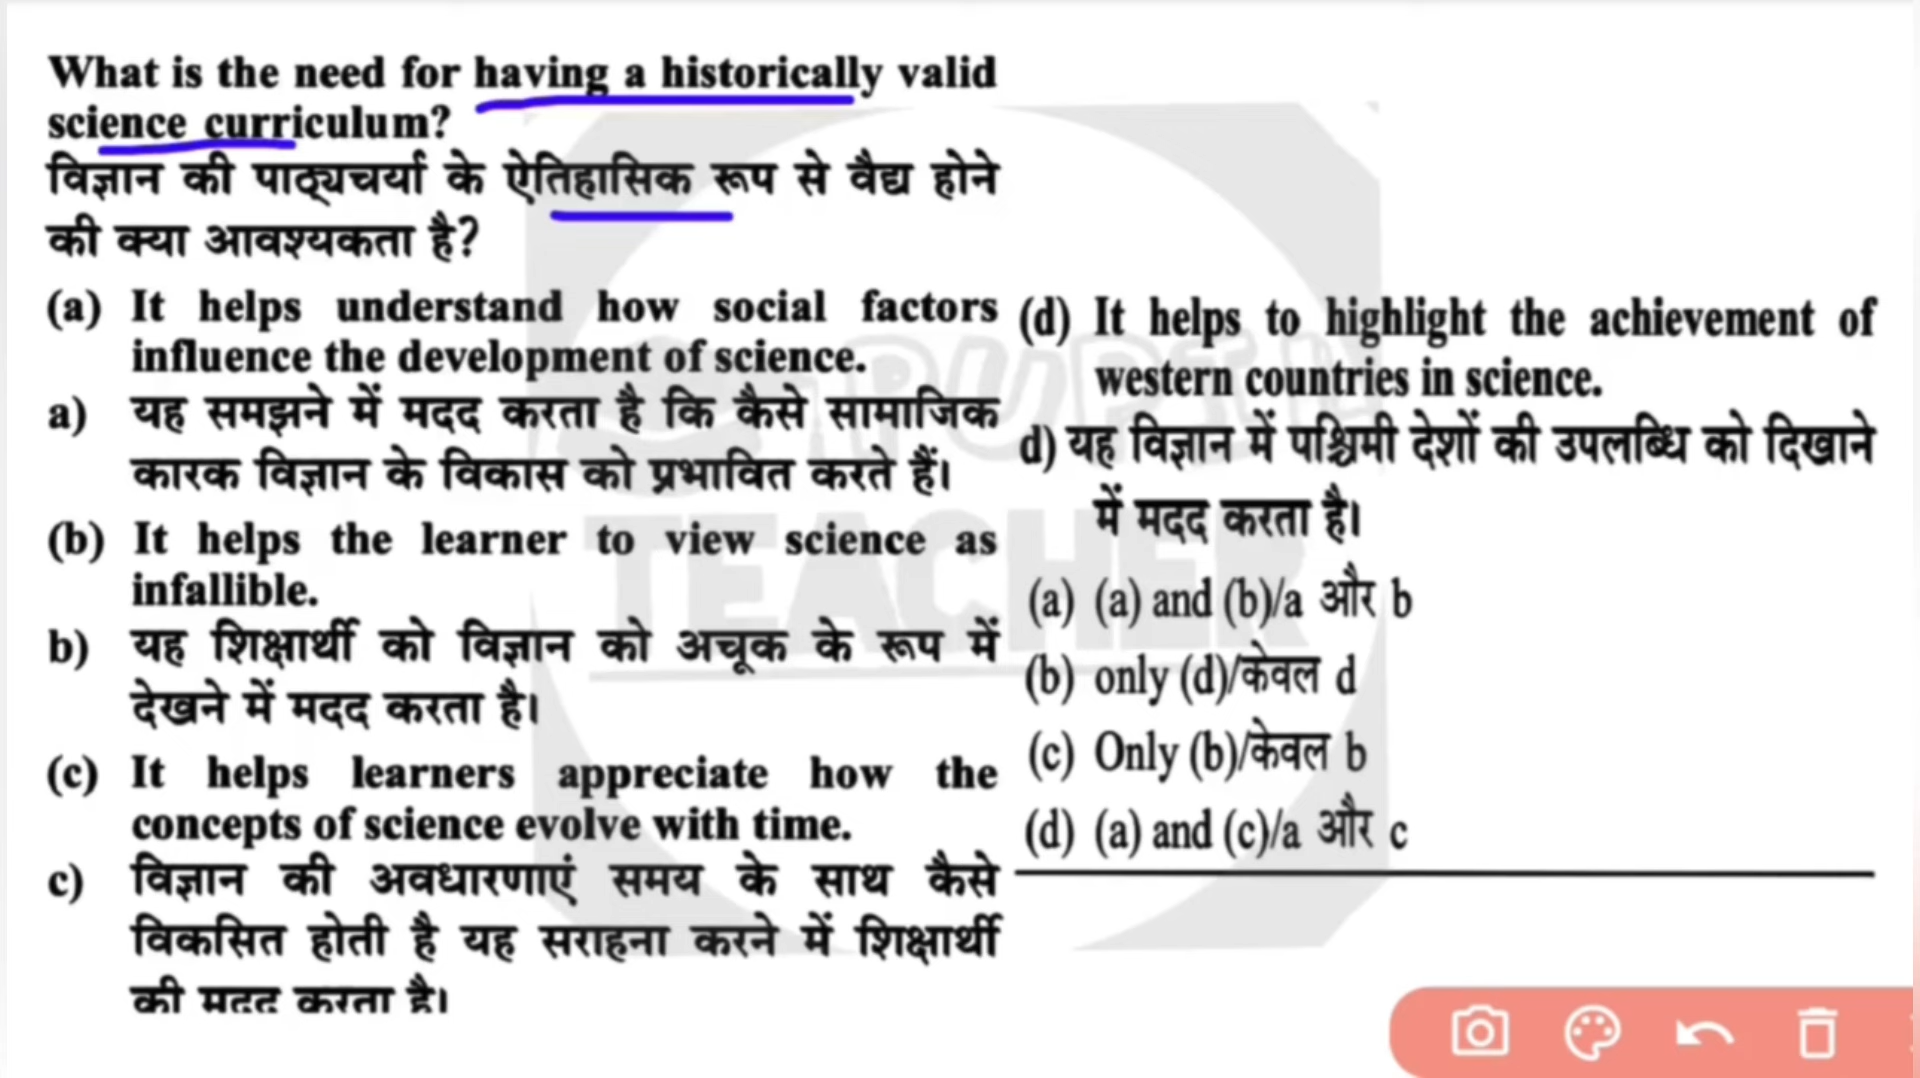 What is the need for having a historically valid
science curriculum?
विज्ञान की पाठ्यचर्या के ऐतिहासिक रूप से वैद्य होने
की क्या आवश्यकता है?
(a) It helps understand how social factors
influence the development of science.
a) यह समझने में मदद करता है कि कैसे सामाजिक
कारक विज्ञान के विकास को प्रभावित करते हैं।
(b) It helps the learner to view science as
infallible.
b) यह शिक्षार्थी को विज्ञान को अचूक के रूप में
देखने में मदद करता है।
(c) It helps learners appreciate how the
concepts of science evolve with time.
c) विज्ञान की अवधारणाएं समय के साथ कैसे
विकसित होती है यह सराहना करने में शिक्षार्थी
की मदद करता है।
(d) It helps to highlight the achievement of
western countries in science.
d) यह विज्ञान में पश्चिमी देशों की उपलब्धि को दिखाने
में मदद करता है।
(a) (a) and (b)/a और b
(b) only (d)/केवल d
(c) Only (b)/केवल b
(d) (a) and (c)/a और c
TEACHER